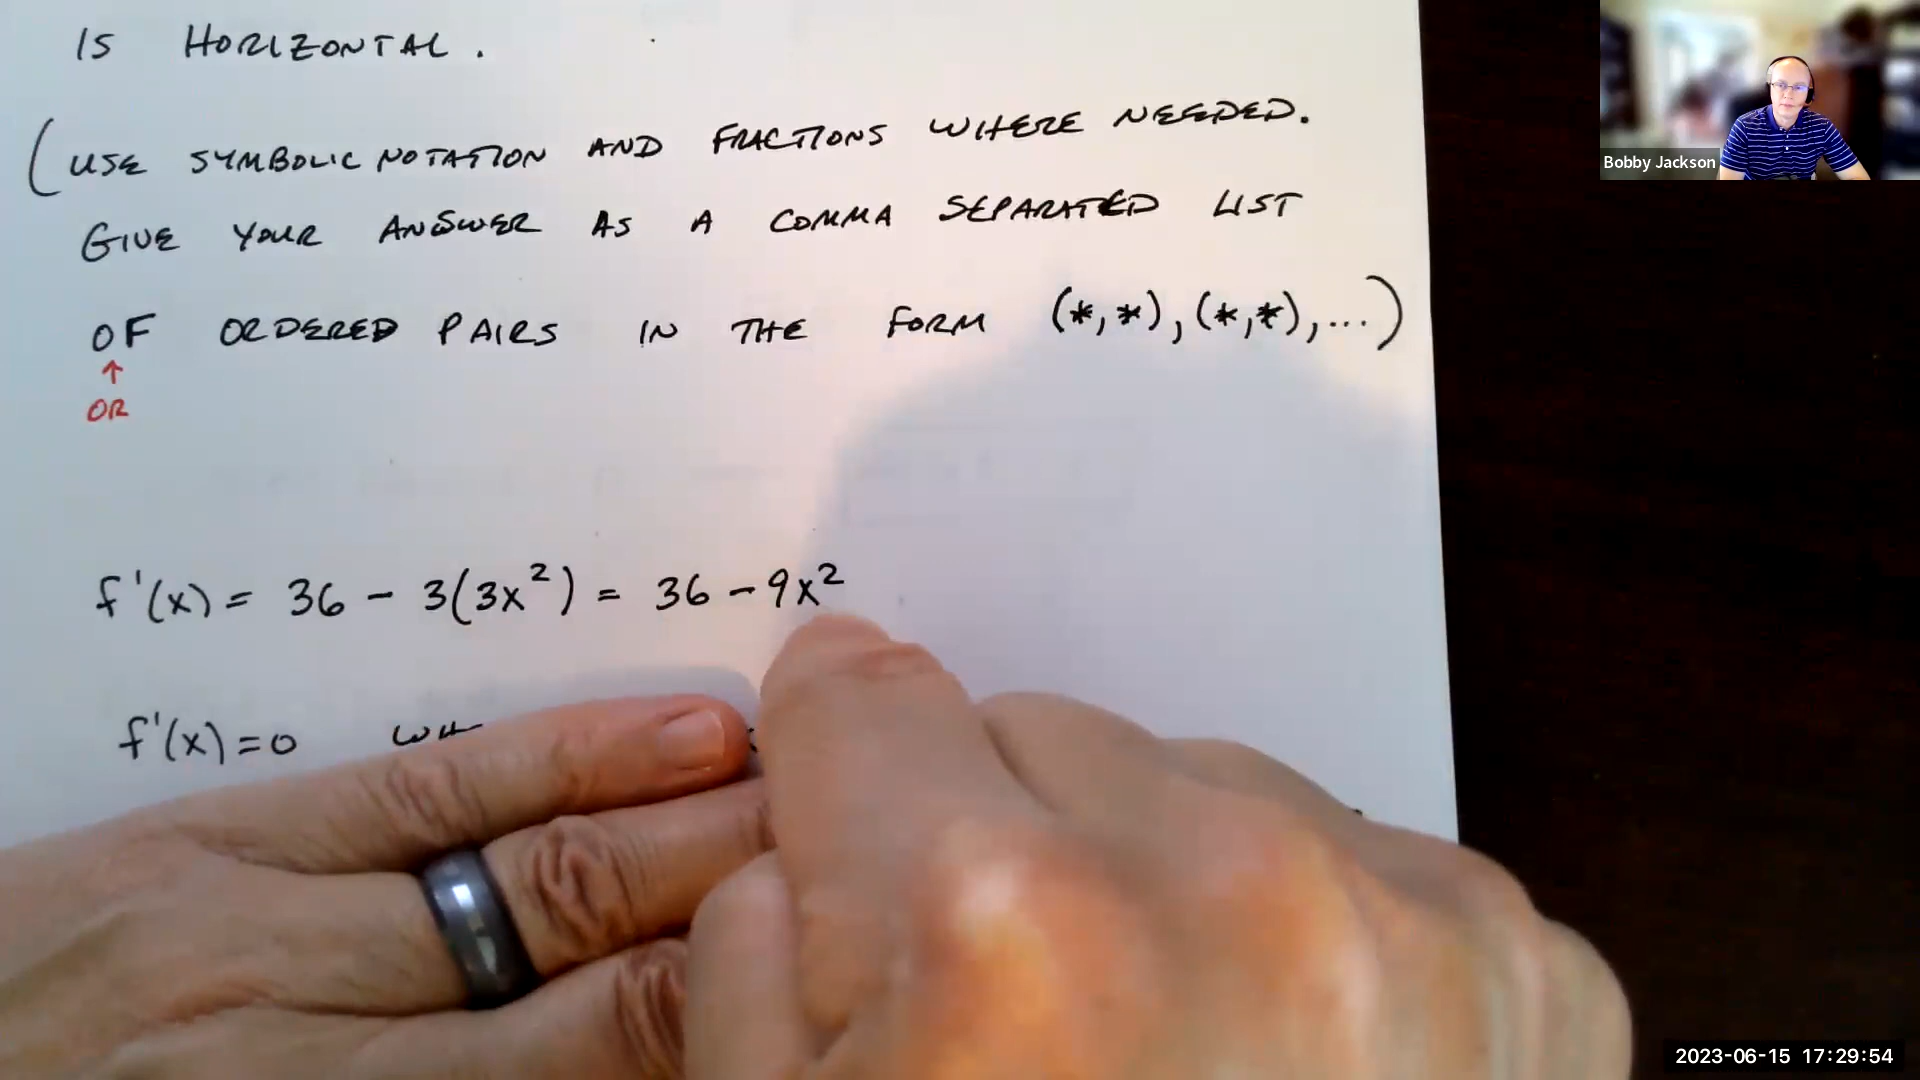 IS HORIZONTAL.
(USE SYMBOLIC NOTATION AND FRACTIONS WHERE NEEDED.
GIVE YOUR ANSWER AS A COMMA SEPARATED LIST
OF ORDERED PAIRS IN THE FORM (*,*), (*,*), ...)
↑
OR
f'(x) = 36 - 3(3x²) = 36 - 9x²
f'(x) = 0
Bobby Jackson
2023-06-15 17:29:54